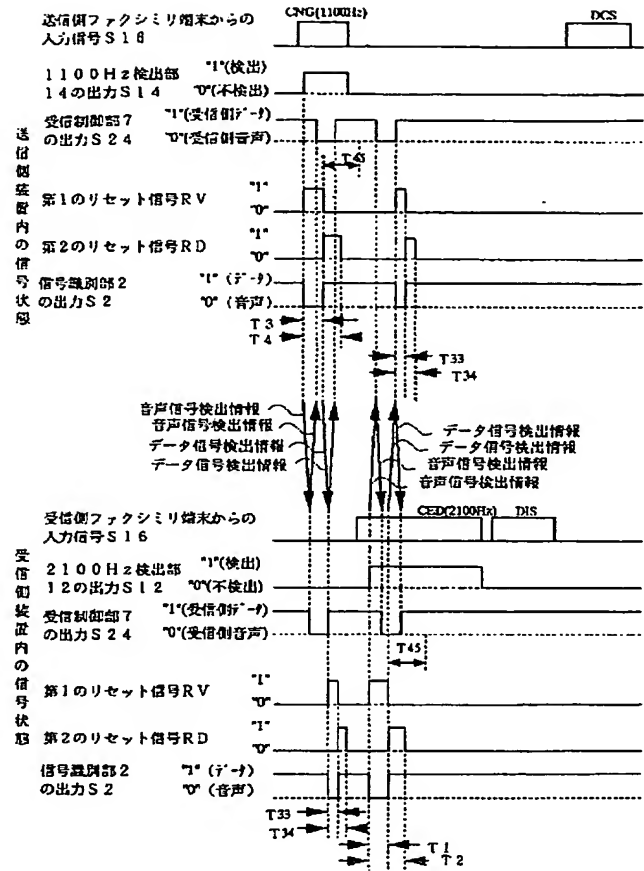 送信側ファクシミリ端末からの
入力信号S16
CNG(1100Hz)
DCS
1100Hz検出部
14の出力S14
"1"(検出)
"0"(不検出)
受信制御部7
の出力S24
"1"(受信側データ)
"0"(受信側音声)
T45
第1のリセット信号RV
"1"
"0"
第2のリセット信号RD
"1"
"0"
信号識別部2
の出力S2
"1"(データ)
"0"(音声)
送信側装置内の信号状態
T3
T4
T33
T34
音声信号検出情報
音声信号検出情報
データ信号検出情報
データ信号検出情報
データ信号検出情報
データ信号検出情報
音声信号検出情報
音声信号検出情報
受信側ファクシミリ端末からの
入力信号S16
CED(2100Hz)
DIS
2100Hz検出部
12の出力S12
"1"(検出)
"0"(不検出)
受信制御部7
の出力S24
"1"(受信側データ)
"0"(受信側音声)
T45
第1のリセット信号RV
"1"
"0"
第2のリセット信号RD
"1"
"0"
信号識別部2
の出力S2
"1"(データ)
"0"(音声)
受信側装置内の信号状態
T33
T34
T1
T2